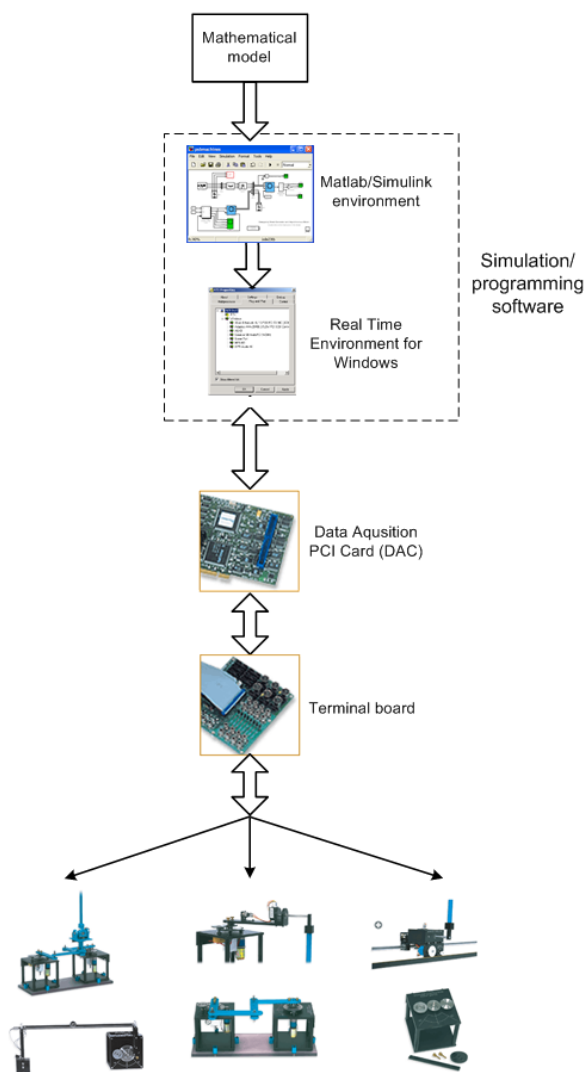 Mathematical
model
Matlab/Simulink
environment
Simulation/
programming
software
Real Time
Environment for
Windows
Data Aqusition
PCI Card (DAC)
Terminal board